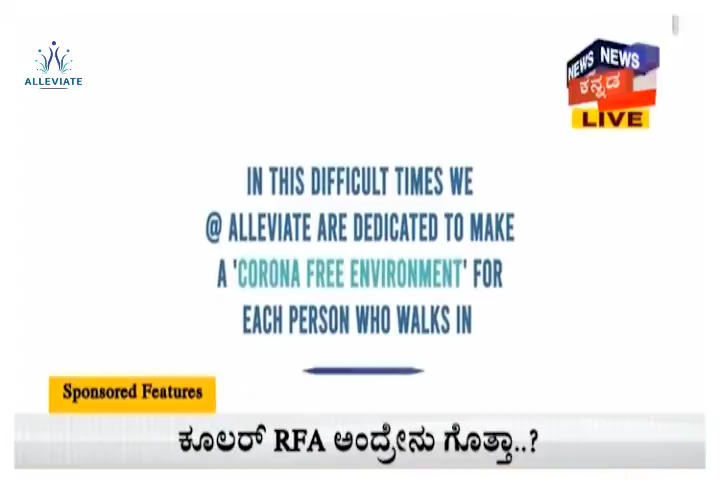 ALLEVIATE
NEWS NEWS
ಕನ್ನಡ
LIVE
IN THIS DIFFICULT TIMES WE
@ ALLEVIATE ARE DEDICATED TO MAKE
A 'CORONA FREE ENVIRONMENT' FOR
EACH PERSON WHO WALKS IN
Sponsored Features
ಕೂಲರ್ RFA ಅಂದ್ರೇನು ಗೊತ್ತಾ..?